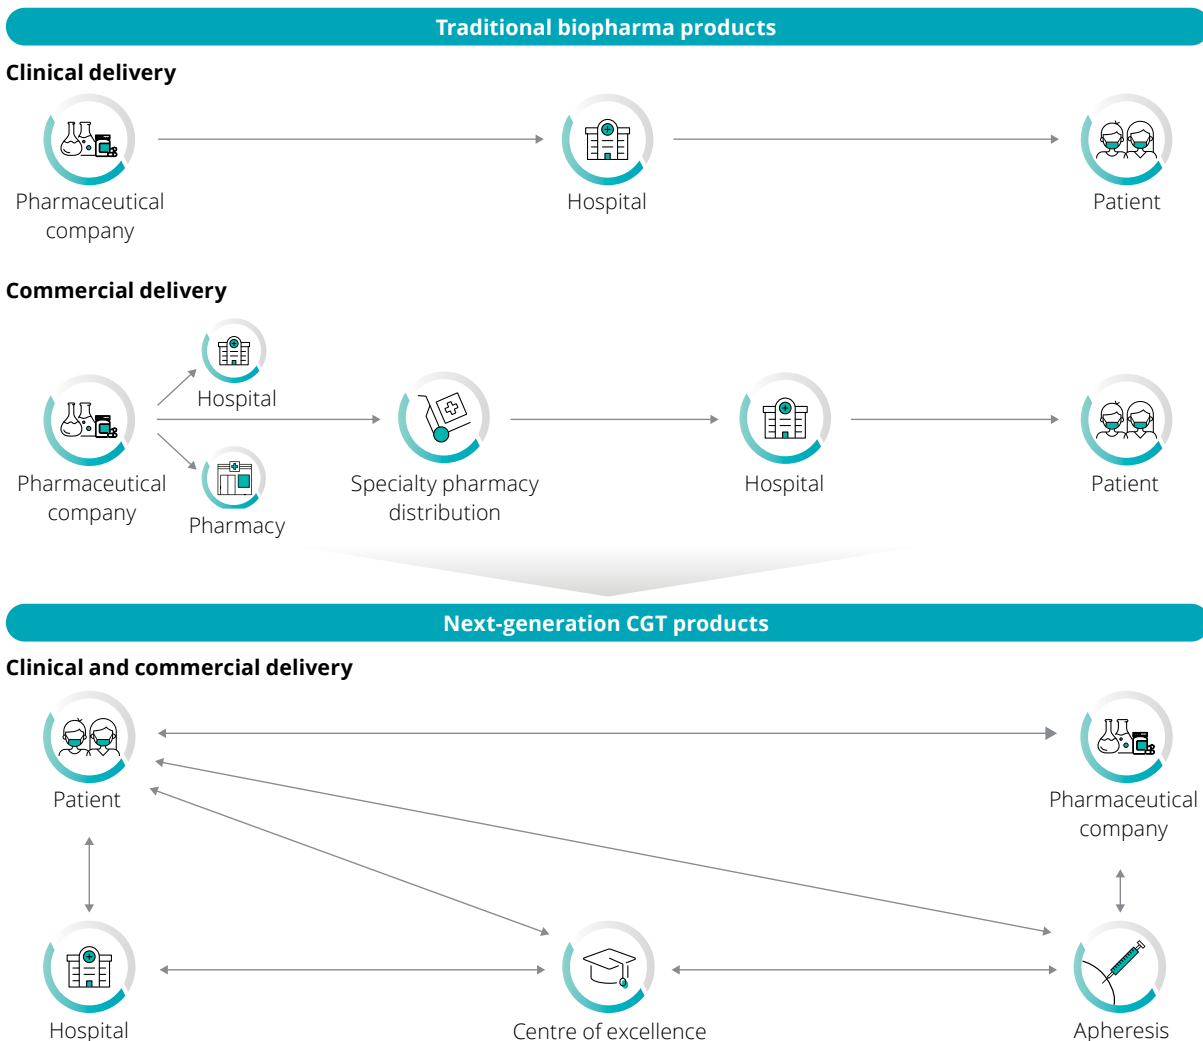 Traditional biopharma products
Clinical delivery
Pharmaceutical
company
Hospital
Patient
Commercial delivery
Hospital
Pharmaceutical
company
Pharmacy
Specialty pharmacy
distribution
Hospital
Patient
Next-generation CGT products
Clinical and commercial delivery
Patient
Pharmaceutical
company
Hospital
Centre of excellence
Apheresis